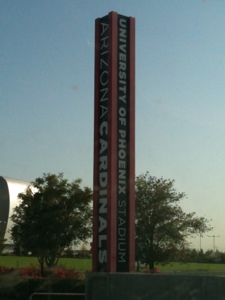 ARIZONA CARDINALS
UNIVERSITY OF PHOENIX STADIUM